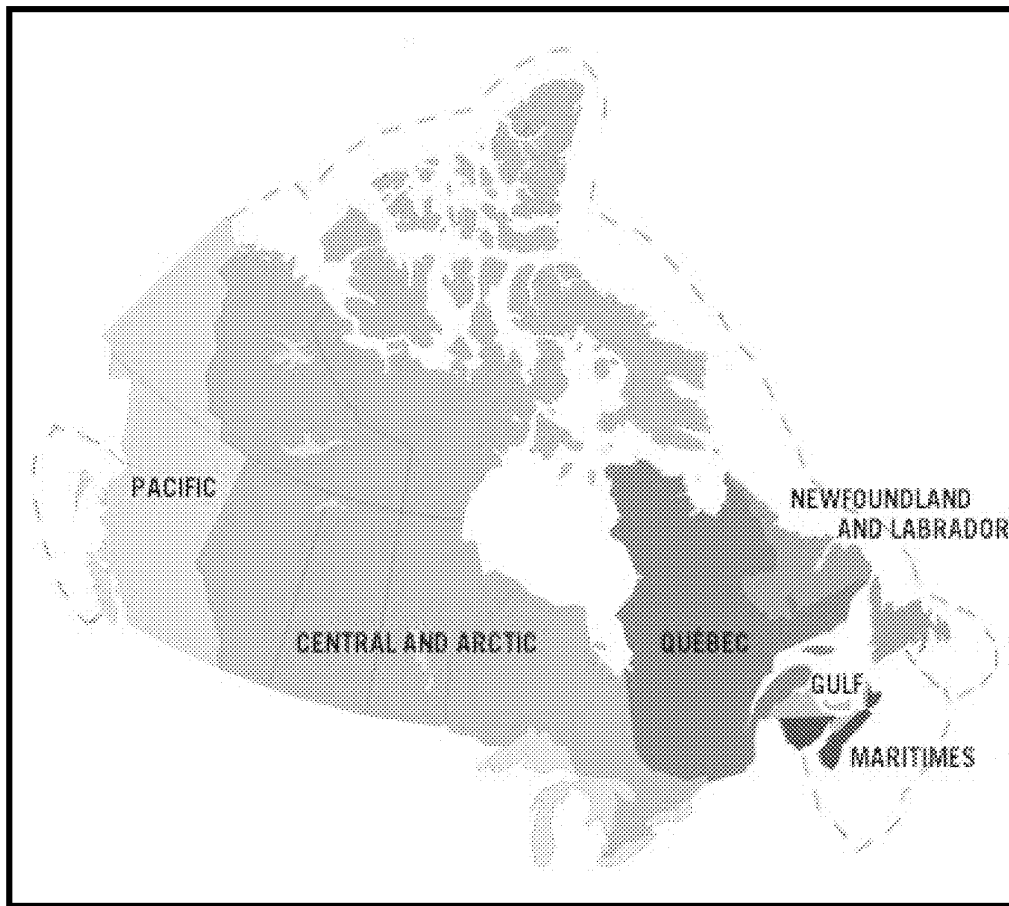 PACIFIC
NEWFOUNDLAND
AND LABRADOR
CENTRAL AND ARCTIC
QUÉBEC
GULF
MARITIMES